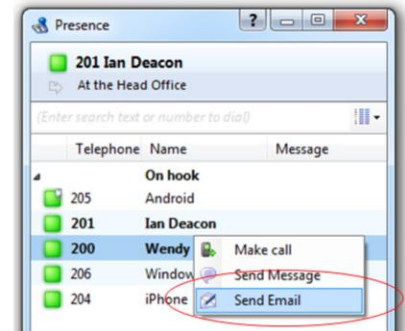 Presence
?
201 Ian Deacon
At the Head Office
(Enter search text or number to dial)
Telephone Name Message
On hook
205 Android
201 Ian Deacon
200 Wendy Make call
206 Window Send Message
204 iPhone Send Email